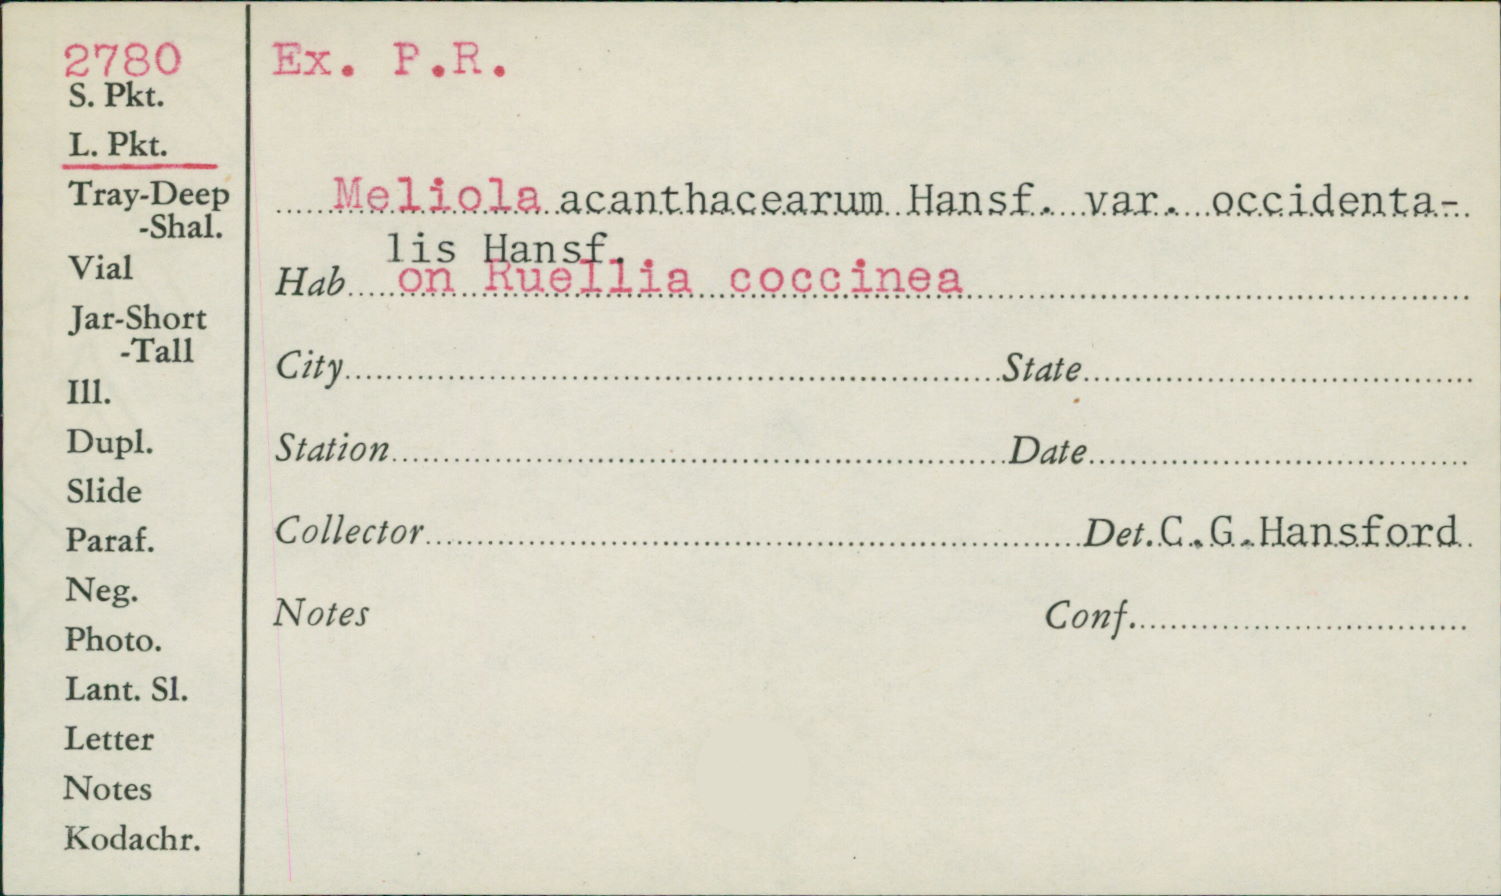 2780
S. Pkt.
L. Pkt.
Tray-Deep
-Shal.
Vial
Jar-Short
-Tall
Ill.
Dupl.
Slide
Paraf.
Neg.
Photo.
Lant. Sl.
Letter
Notes
Kodachr.
Ex. P.R.
Meliola acanthacearum Hansf. var. occidenta-
lis Hansf.
Hab on Ruellia coccinea
City State
Station Date
Collector Det. C.G.Hansford
Notes Conf.